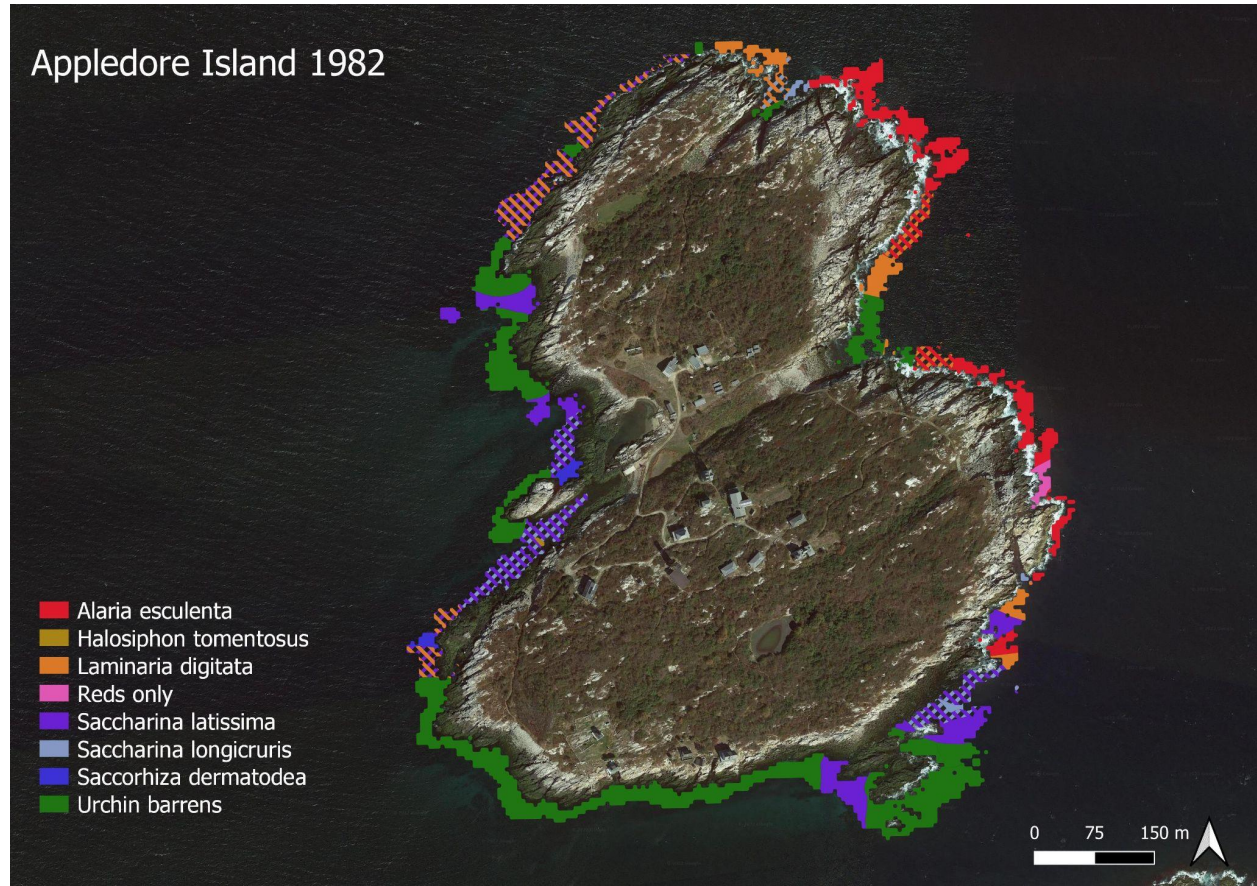 Appledore Island 1982
Alaria esculenta
Halosiphon tomentosus
Laminaria digitata
Reds only
Saccharina latissima
Saccharina longicruris
Saccorhiza dermatodea
Urchin barrens
0 75 150 m